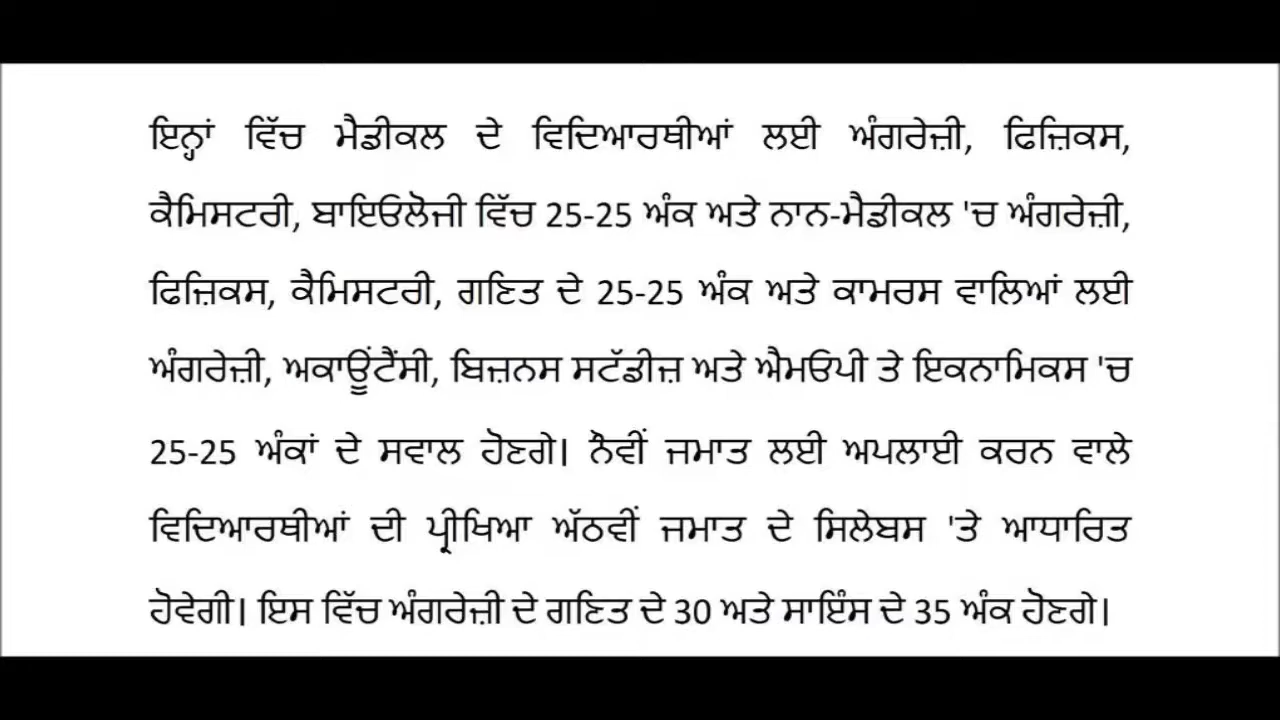 ਇਨ੍ਹਾਂ ਵਿੱਚ ਮੈਡੀਕਲ ਦੇ ਵਿਦਿਆਰਥੀਆਂ ਲਈ ਅੰਗਰੇਜ਼ੀ, ਫਿਜ਼ਿਕਸ,
ਕੈਮਿਸਟਰੀ, ਬਾਇਓਲੋਜੀ ਵਿੱਚ 25-25 ਅੰਕ ਅਤੇ ਨਾਨ-ਮੈਡੀਕਲ 'ਚ ਅੰਗਰੇਜ਼ੀ,
ਫਿਜ਼ਿਕਸ, ਕੈਮਿਸਟਰੀ, ਗਣਿਤ ਦੇ 25-25 ਅੰਕ ਅਤੇ ਕਾਮਰਸ ਵਾਲਿਆਂ ਲਈ
ਅੰਗਰੇਜ਼ੀ, ਅਕਾਊਂਟੈਂਸੀ, ਬਿਜ਼ਨਸ ਸਟੱਡੀਜ਼ ਅਤੇ ਐਮਓਪੀ ਤੇ ਇਕਨਾਮਿਕਸ 'ਚ
25-25 ਅੰਕਾਂ ਦੇ ਸਵਾਲ ਹੋਣਗੇ। ਨੌਵੀਂ ਜਮਾਤ ਲਈ ਅਪਲਾਈ ਕਰਨ ਵਾਲੇ
ਵਿਦਿਆਰਥੀਆਂ ਦੀ ਪ੍ਰੀਖਿਆ ਅੱਠਵੀਂ ਜਮਾਤ ਦੇ ਸਿਲੇਬਸ 'ਤੇ ਆਧਾਰਿਤ
ਹੋਵੇਗੀ। ਇਸ ਵਿੱਚ ਅੰਗਰੇਜ਼ੀ ਦੇ ਗਣਿਤ ਦੇ 30 ਅਤੇ ਸਾਇੰਸ ਦੇ 35 ਅੰਕ ਹੋਣਗੇ।